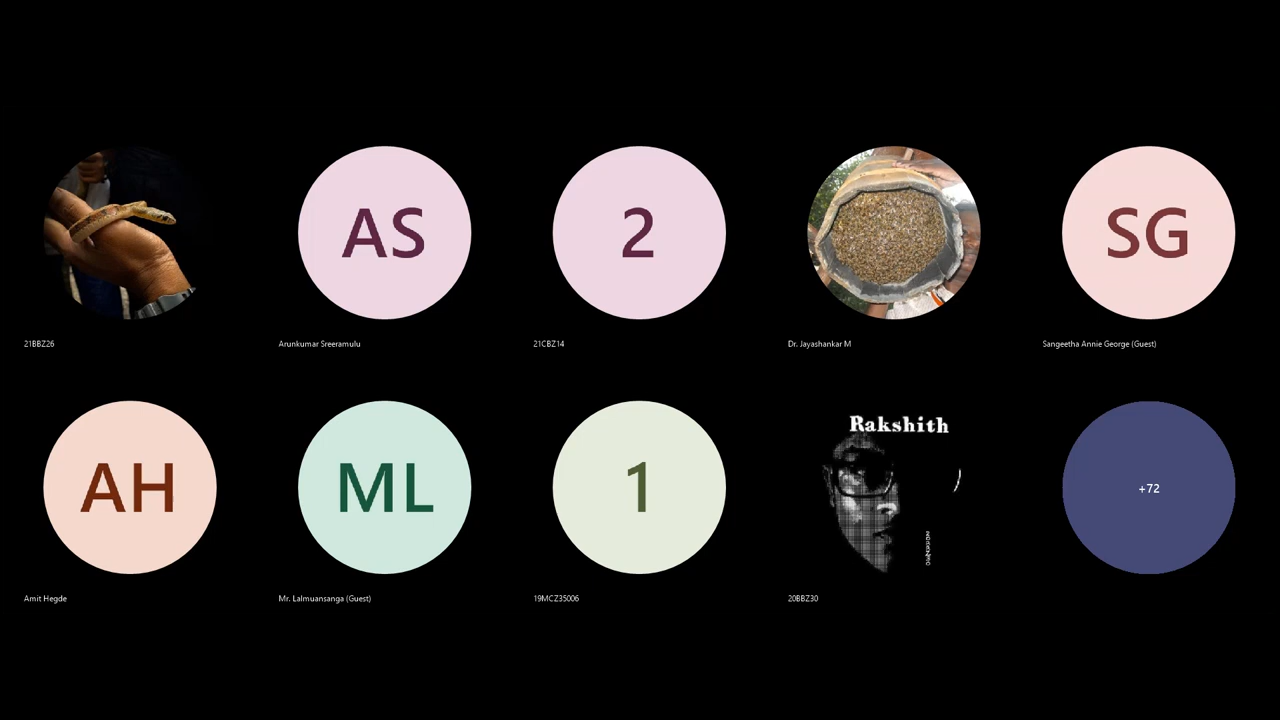 AS
2
SG
21BBZ26
Arunkumar Sreeramulu
21CBZ14
Dr. Jayashankar M
Sangeetha Annie George (Guest)
AH
ML
1
Rakshith
+72
Amit Hegde
Mr. Lalmuansanga (Guest)
19MCZ35006
20BBZ30